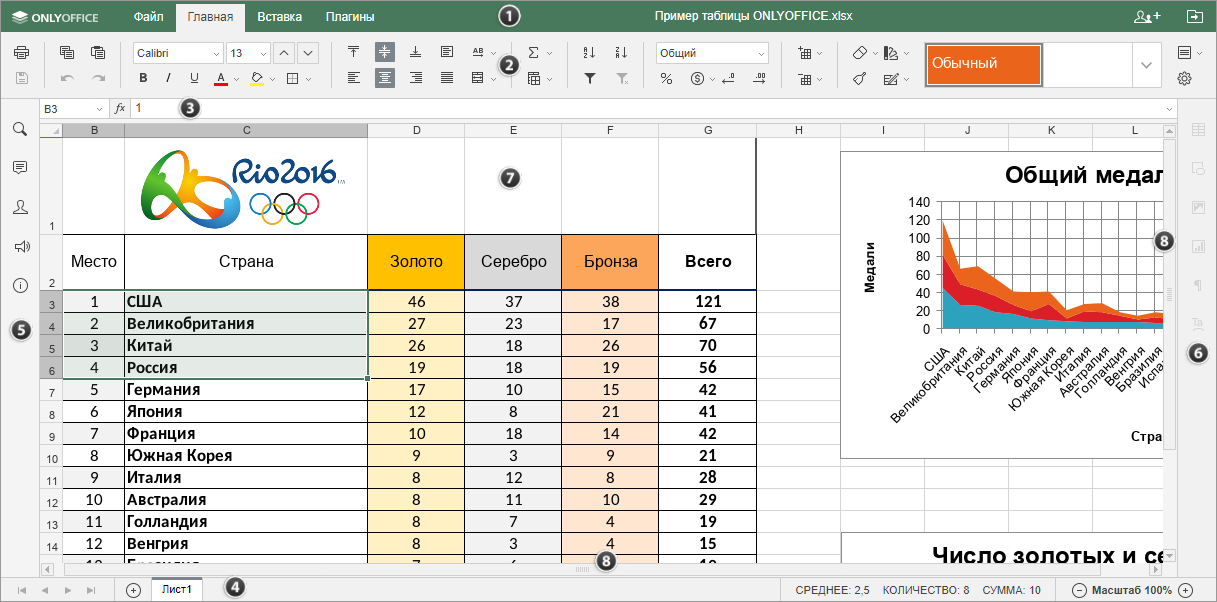 ONLYOFFICE Файл Главная Вставка Плагины 1 Пример таблицы ONLYOFFICE.xlsx
Calibri 13 Общий Обычный
2
B3 fx 1 3
B C D E F G H I J K L
1 Rio2016 7
2 Место Страна Золото Серебро Бронза Всего
3 1 США 46 37 38 121
4 2 Великобритания 27 23 17 67
5 3 Китай 26 18 26 70
6 4 Россия 19 18 19 56
7 5 Германия 17 10 15 42
8 6 Япония 12 8 21 41
9 7 Франция 10 18 14 42
10 8 Южная Корея 9 3 9 21
11 9 Италия 8 12 8 28
12 10 Австралия 8 11 10 29
13 11 Голландия 8 7 4 19
14 12 Венгрия 8 3 4 15
Общий медал
Медали
140
120
100
80
60
40
20
0
США
Великобритания
Китай
Россия
Германия
Япония
Франция
Южная Корея
Италия
Австралия
Голландия
Венгрия
Бразилия
Испа
Стра
Число золотых и се
5
6
8
8
Лист1 4 СРЕДНЕЕ: 2,5 КОЛИЧЕСТВО: 8 СУММА: 10 Масштаб 100%